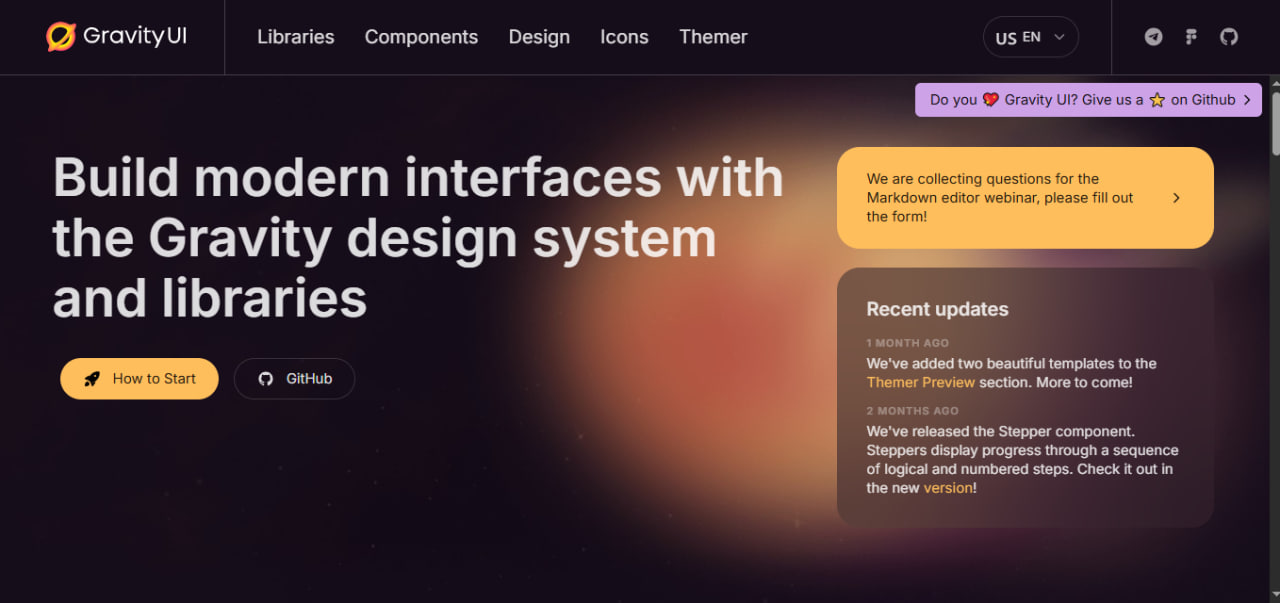 Gravity UI
Libraries
Components
Design
Icons
Themer
US EN
Do you 💖 Gravity UI? Give us a ⭐ on Github
Build modern interfaces with
the Gravity design system
and libraries
How to Start
GitHub
We are collecting questions for the
Markdown editor webinar, please fill out
the form!
Recent updates
1 MONTH AGO
We've added two beautiful templates to the
Themer Preview section. More to come!
2 MONTHS AGO
We've released the Stepper component.
Steppers display progress through a sequence
of logical and numbered steps. Check it out in
the new version!